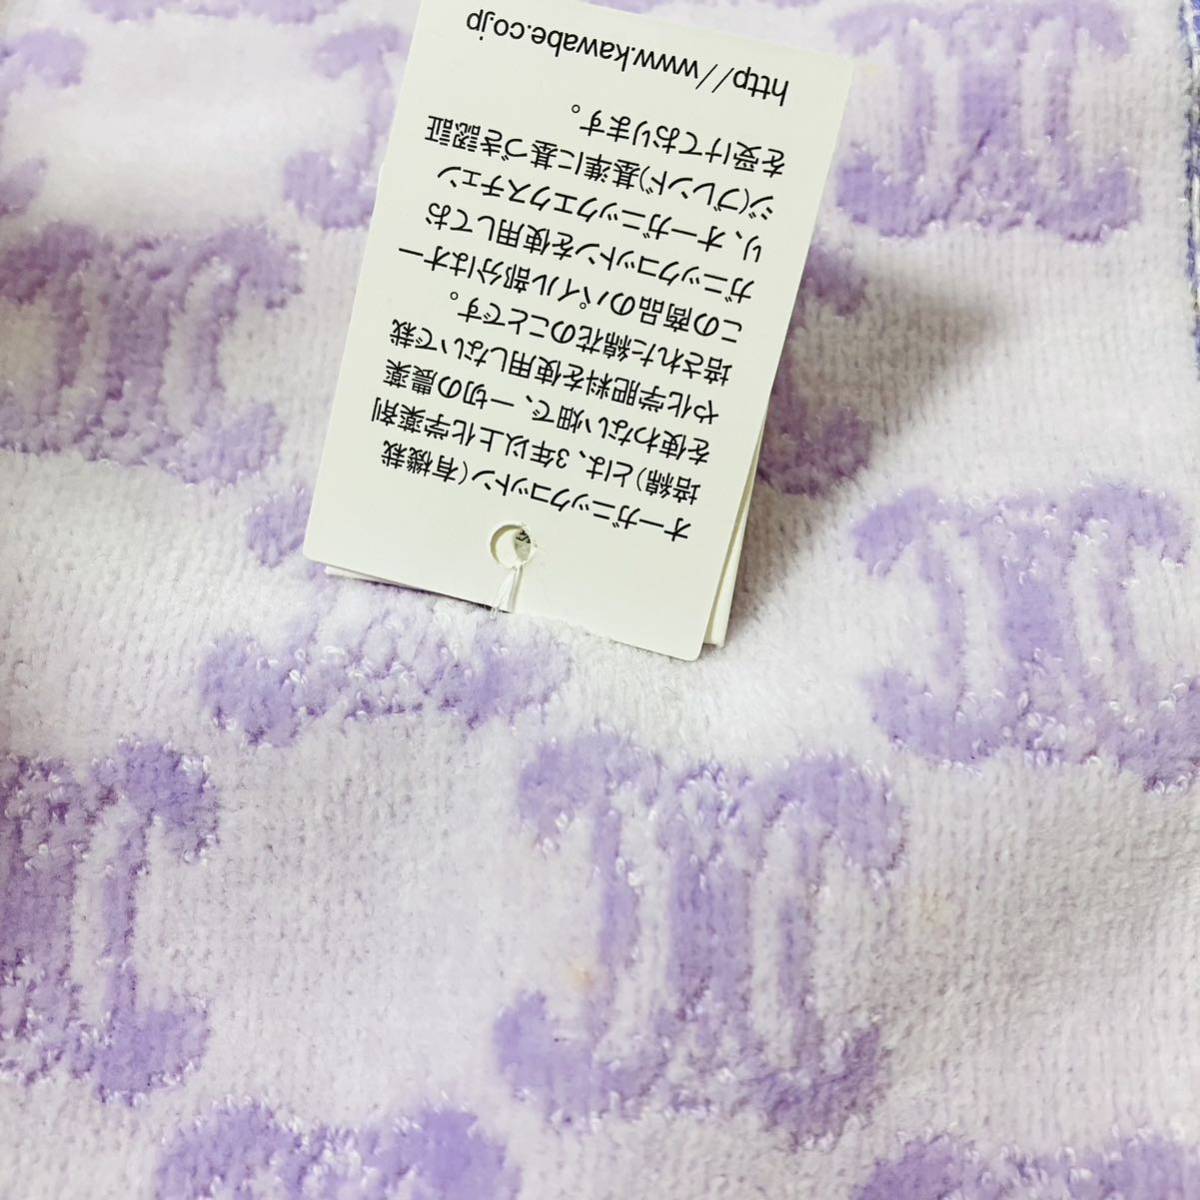 オーガニックコットン(有機栽
培綿)とは、3年以上化学薬剤
を使わない畑で、一切の農薬
や化学肥料を使用しないで栽
培された綿花のことです。
この商品のパイル部分はオー
ガニックコットンを使用してお
り、オーガニックエクスチェン
ジ(ブレンド)基準に基づき認証
を受けております。
http//www.kawabe.co.jp